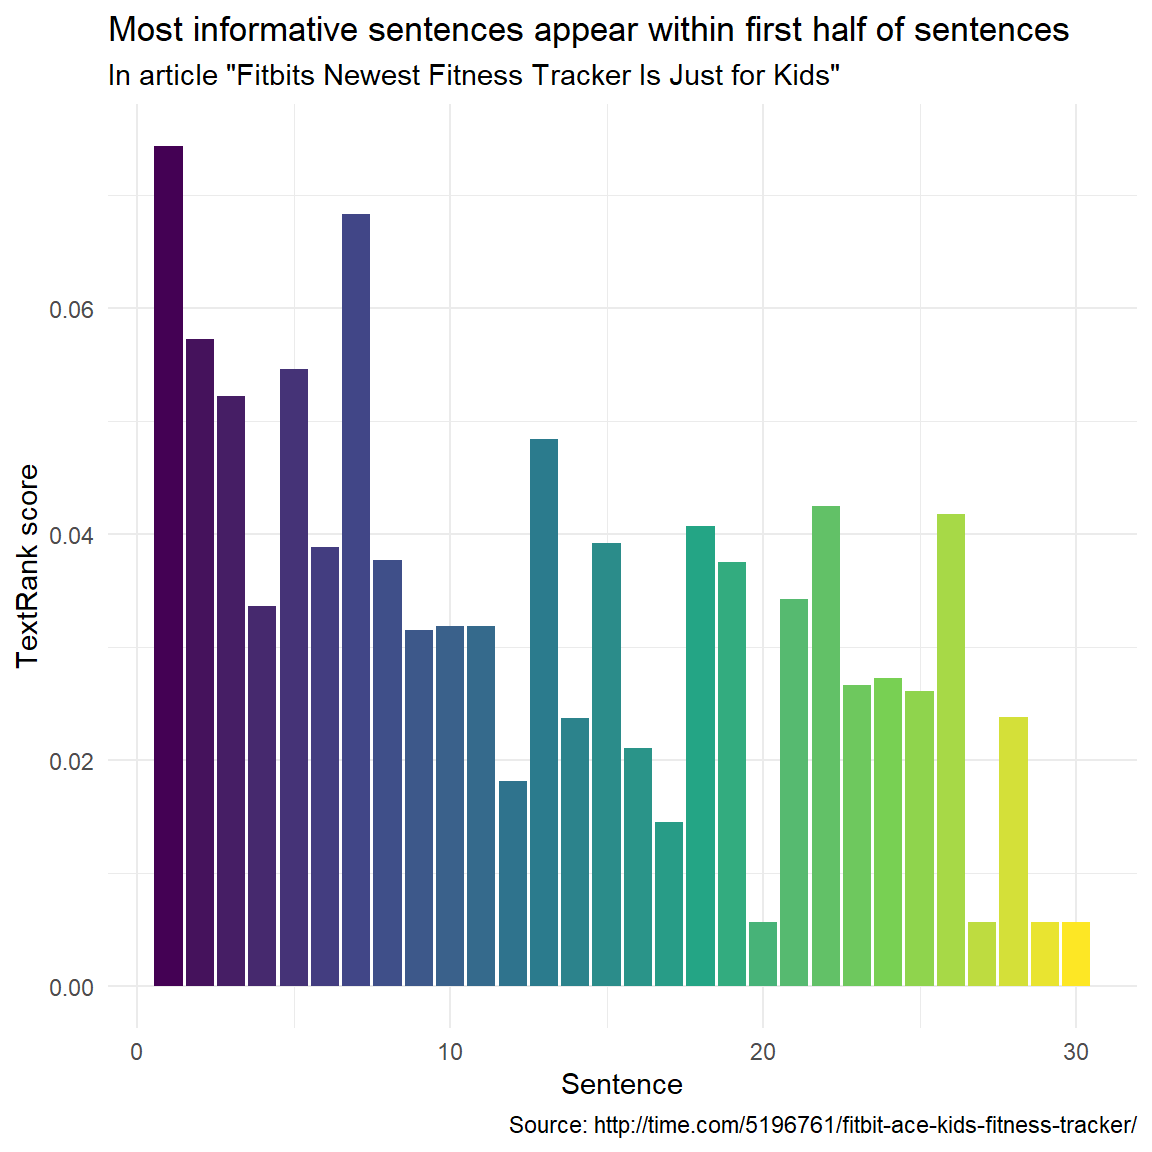 Most informative sentences appear within first half of sentences
In article "Fitbits Newest Fitness Tracker Is Just for Kids"
TextRank score
0.06
0.04
0.02
0.00
0 10 20 30
Sentence
Source: http://time.com/5196761/fitbit-ace-kids-fitness-tracker/